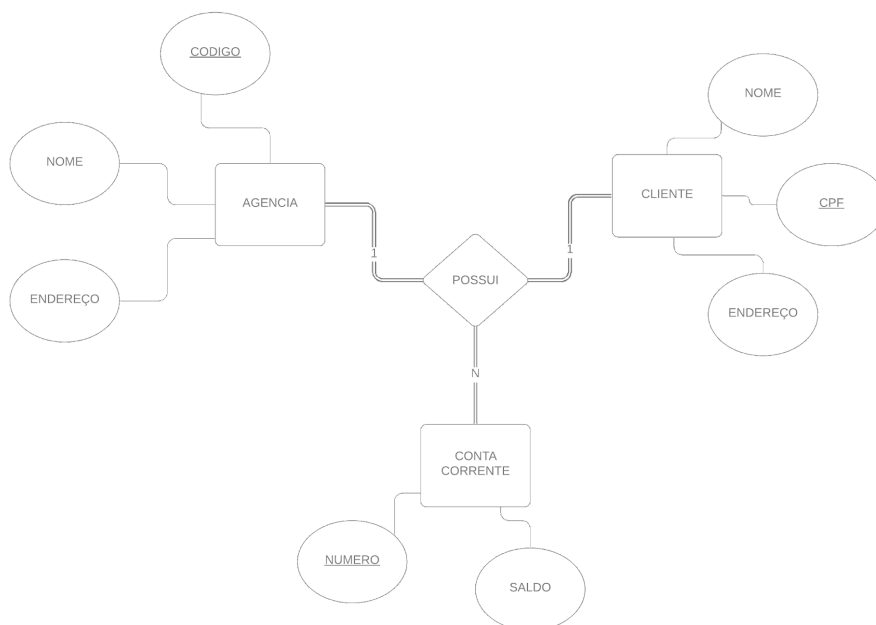 CODIGO
NOME
NOME
AGENCIA
CLIENTE
CPF
1
1
POSSUI
ENDEREÇO
ENDEREÇO
N
CONTA
CORRENTE
NUMERO
SALDO